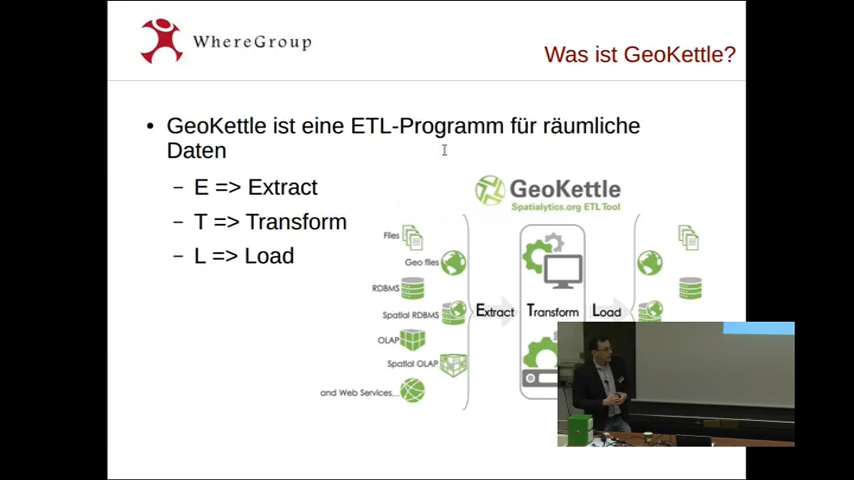 WhereGroup
Was ist GeoKettle?
• GeoKettle ist eine ETL-Programm für räumliche
Daten
– E => Extract
– T => Transform
– L => Load
GeoKettle
Spatialytics.org ETL Tool
Files
Geo files
RDBMS
Spatial RDBMS
OLAP
Spatial OLAP
and Web Services...
Extract
Transform
Load